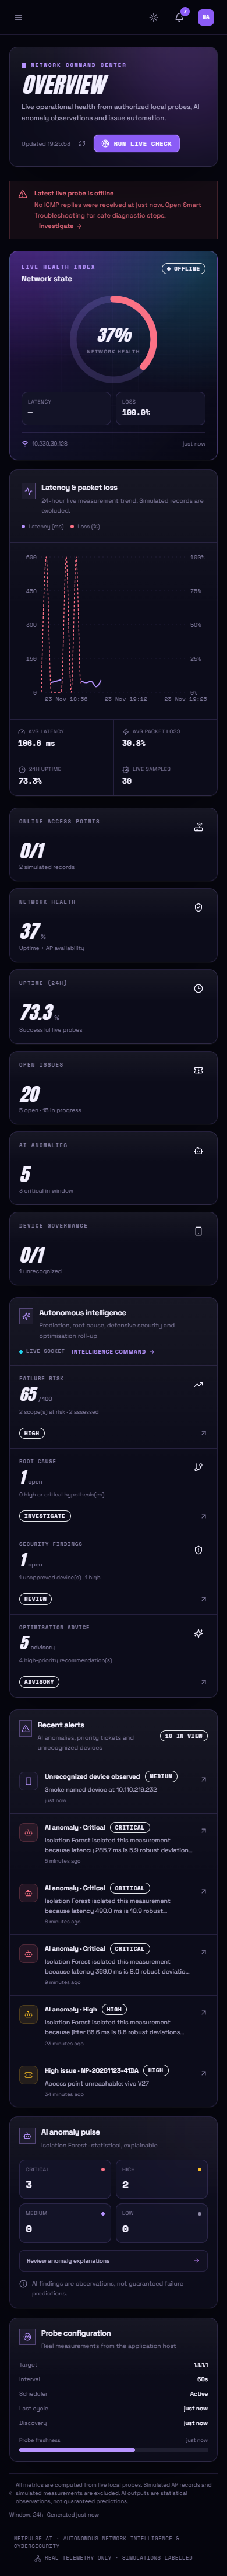 7
NA
NETWORK COMMAND CENTER
OVERVIEW
Live operational health from authorized local probes, AI
anomaly observations and issue automation.
Updated 19:25:53
RUN LIVE CHECK
Latest live probe is offline
No ICMP replies were received at just now. Open Smart
Troubleshooting for safe diagnostic steps.
Investigate →
LIVE HEALTH INDEX
OFFLINE
Network state
37%
NETWORK HEALTH
LATENCY
—
LOSS
100.0%
10.239.39.128
just now
Latency & packet loss
24-hour live measurement trend. Simulated records are
excluded.
Latency (ms)
Loss (%)
600
100%
450
75%
300
50%
150
25%
0
0%
23 Nov 18:56
23 Nov 19:12
23 Nov 19:25
AVG LATENCY
106.6 ms
AVG PACKET LOSS
30.8%
24H UPTIME
73.3%
LIVE SAMPLES
30
ONLINE ACCESS POINTS
0/1
2 simulated records
NETWORK HEALTH
37 %
Uptime + AP availability
UPTIME (24H)
73.3 %
Successful live probes
OPEN ISSUES
20
5 open · 15 in progress
AI ANOMALIES
5
3 critical in window
DEVICE GOVERNANCE
0/1
1 unrecognized
Autonomous intelligence
Prediction, root cause, defensive security and
optimisation roll-up
LIVE SOCKET
INTELLIGENCE COMMAND →
FAILURE RISK
65 / 100
2 scope(s) at risk · 2 assessed
HIGH
ROOT CAUSE
1 open
0 high or critical hypothesis(es)
INVESTIGATE
SECURITY FINDINGS
1 open
1 unapproved device(s) · 1 high
REVIEW
OPTIMISATION ADVICE
5 advisory
4 high-priority recommendation(s)
ADVISORY
Recent alerts
AI anomalies, priority tickets and
unrecognized devices
10 IN VIEW
Unrecognized device observed
MEDIUM
Smoke named device at 10.116.219.232
just now
AI anomaly · Critical
CRITICAL
Isolation Forest isolated this measurement
because latency 285.7 ms is 5.9 robust deviation...
5 minutes ago
AI anomaly · Critical
CRITICAL
Isolation Forest isolated this measurement
because latency 490.0 ms is 10.9 robust...
8 minutes ago
AI anomaly · Critical
CRITICAL
Isolation Forest isolated this measurement
because latency 369.0 ms is 8.0 robust deviatio...
9 minutes ago
AI anomaly · High
HIGH
Isolation Forest isolated this measurement
because jitter 86.6 ms is 8.6 robust deviations...
23 minutes ago
High issue · NP-20261123-41DA
HIGH
Access point unreachable: vivo V27
34 minutes ago
AI anomaly pulse
Isolation Forest · statistical, explainable
CRITICAL
3
HIGH
2
MEDIUM
0
LOW
0
Review anomaly explanations
→
AI findings are observations, not guaranteed failure
predictions.
Probe configuration
Real measurements from the application host
Target
1.1.1.1
Interval
60s
Scheduler
Active
Last cycle
just now
Discovery
just now
Probe freshness
just now
All metrics are computed from live local probes. Simulated AP records and
simulated measurements are excluded. AI outputs are statistical
observations, not guaranteed predictions.
Window: 24h · Generated just now
NETPULSE AI · AUTONOMOUS NETWORK INTELLIGENCE &
CYBERSECURITY
REAL TELEMETRY ONLY · SIMULATIONS LABELLED